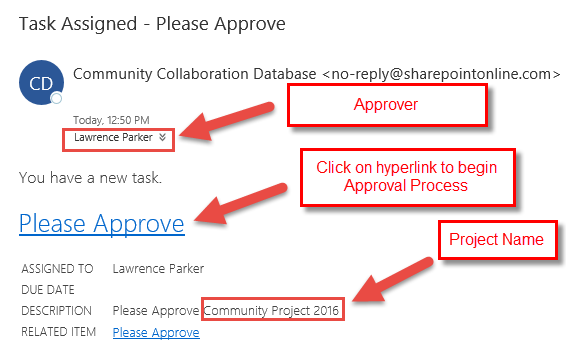 Task Assigned - Please Approve
CD
Community Collaboration Database <no-reply@sharepointonline.com>
Today, 12:50 PM
Lawrence Parker
Approver
You have a new task.
Click on hyperlink to begin
Approval Process
Please Approve
Project Name
ASSIGNED TO Lawrence Parker
DUE DATE
DESCRIPTION Please Approve Community Project 2016
RELATED ITEM Please Approve